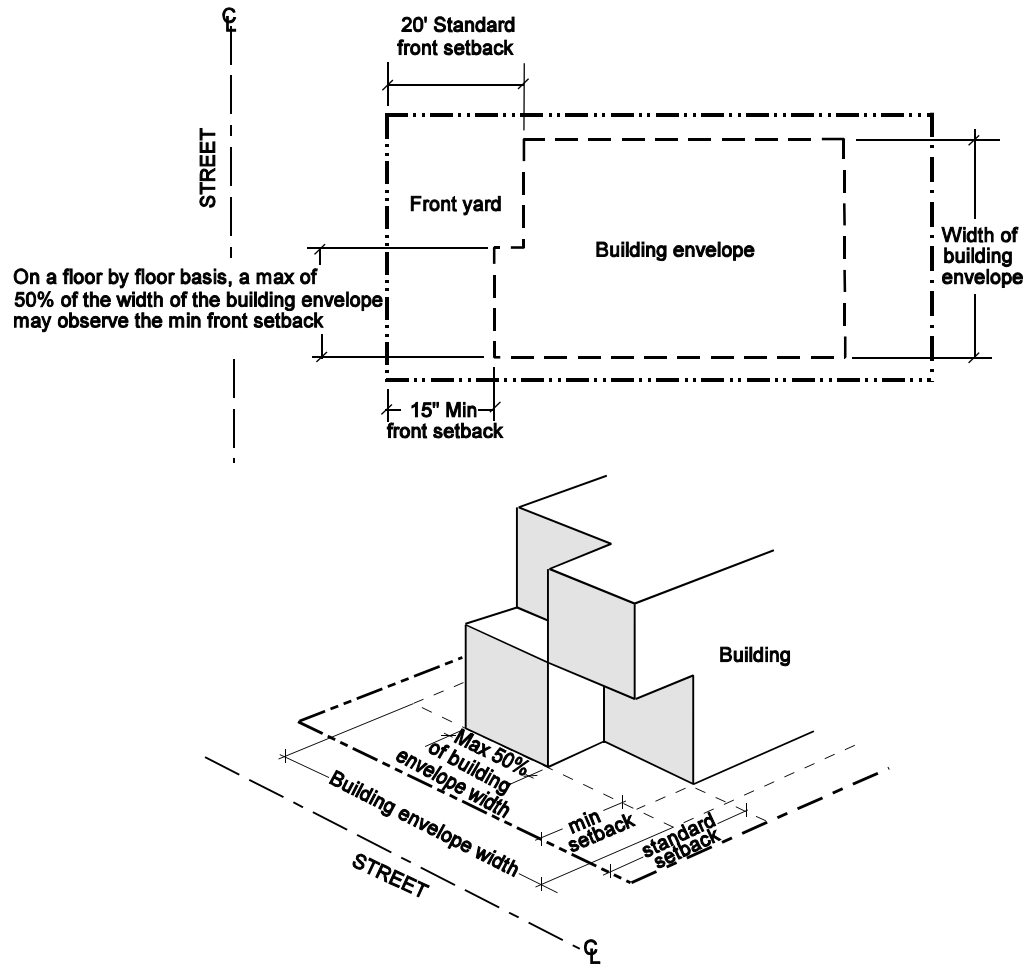 ℄
20' Standard
front setback
STREET
Front yard
Building envelope
Width of
building
envelope
On a floor by floor basis, a max of
50% of the width of the building envelope
may observe the min front setback
15" Min
front setback
Building
Max 50%
of building
envelope width
Building envelope width
min
setback
standard
setback
STREET
℄